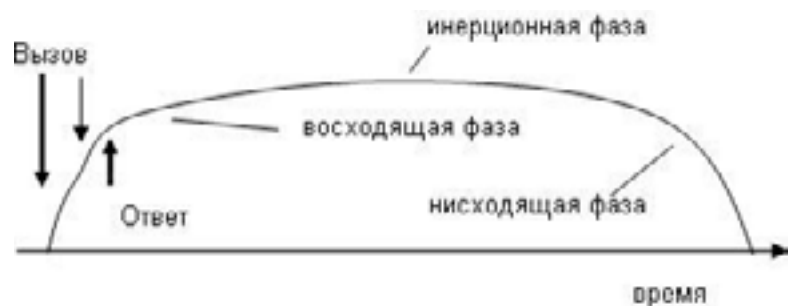 инерционная фаза
Вызов
восходящая фаза
Ответ
нисходящая фаза
время